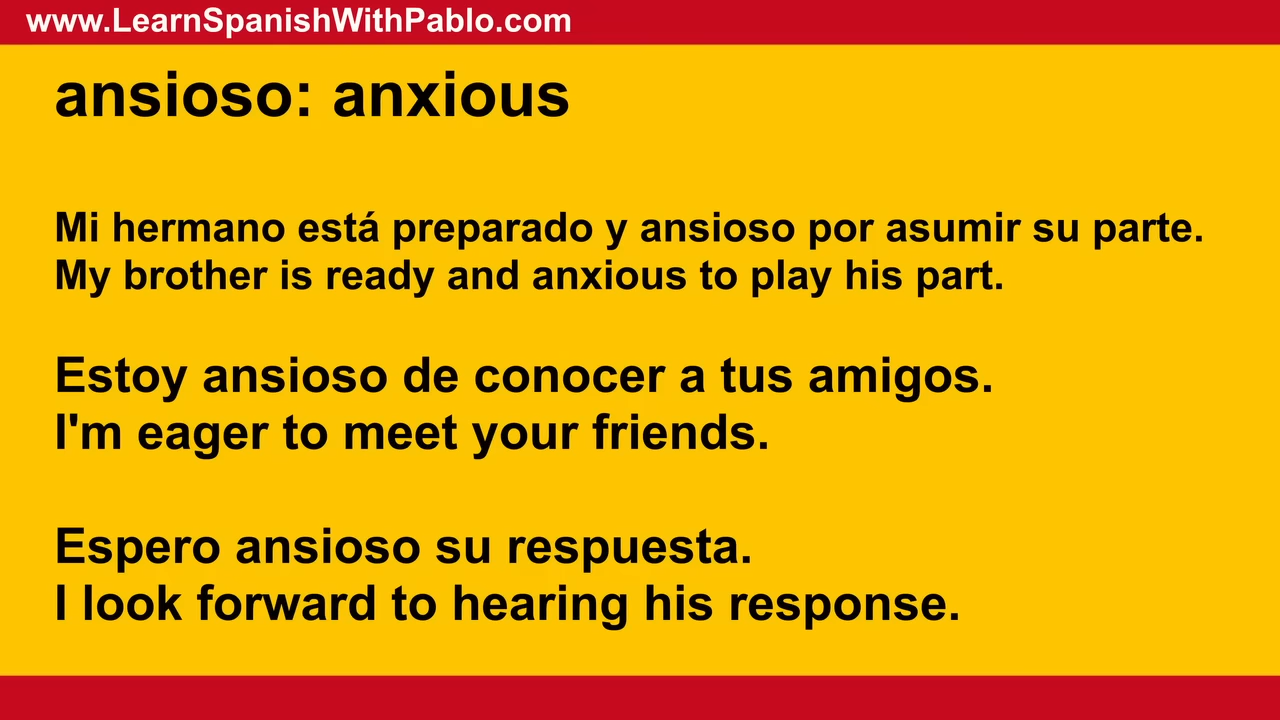 www.LearnSpanishWithPablo.com
ansioso: anxious
Mi hermano está preparado y ansioso por asumir su parte.
My brother is ready and anxious to play his part.
Estoy ansioso de conocer a tus amigos.
I'm eager to meet your friends.
Espero ansioso su respuesta.
I look forward to hearing his response.